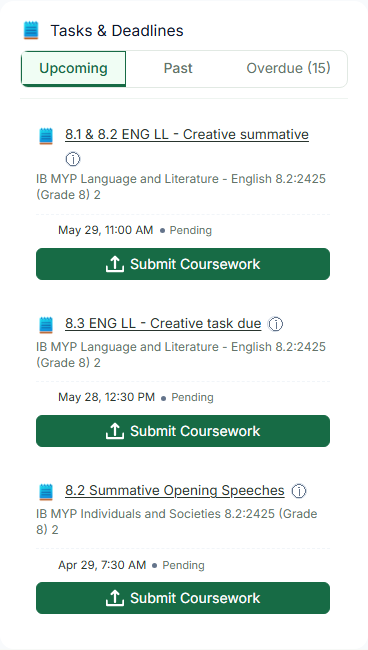 Tasks & Deadlines
Upcoming
Past
Overdue (15)
8.1 & 8.2 ENG LL - Creative summative
IB MYP Language and Literature - English 8.2:2425
(Grade 8) 2
May 29, 11:00 AM • Pending
Submit Coursework
8.3 ENG LL - Creative task due
IB MYP Language and Literature - English 8.2:2425
(Grade 8) 2
May 28, 12:30 PM • Pending
Submit Coursework
8.2 Summative Opening Speeches
IB MYP Individuals and Societies 8.2:2425 (Grade
8) 2
Apr 29, 7:30 AM • Pending
Submit Coursework